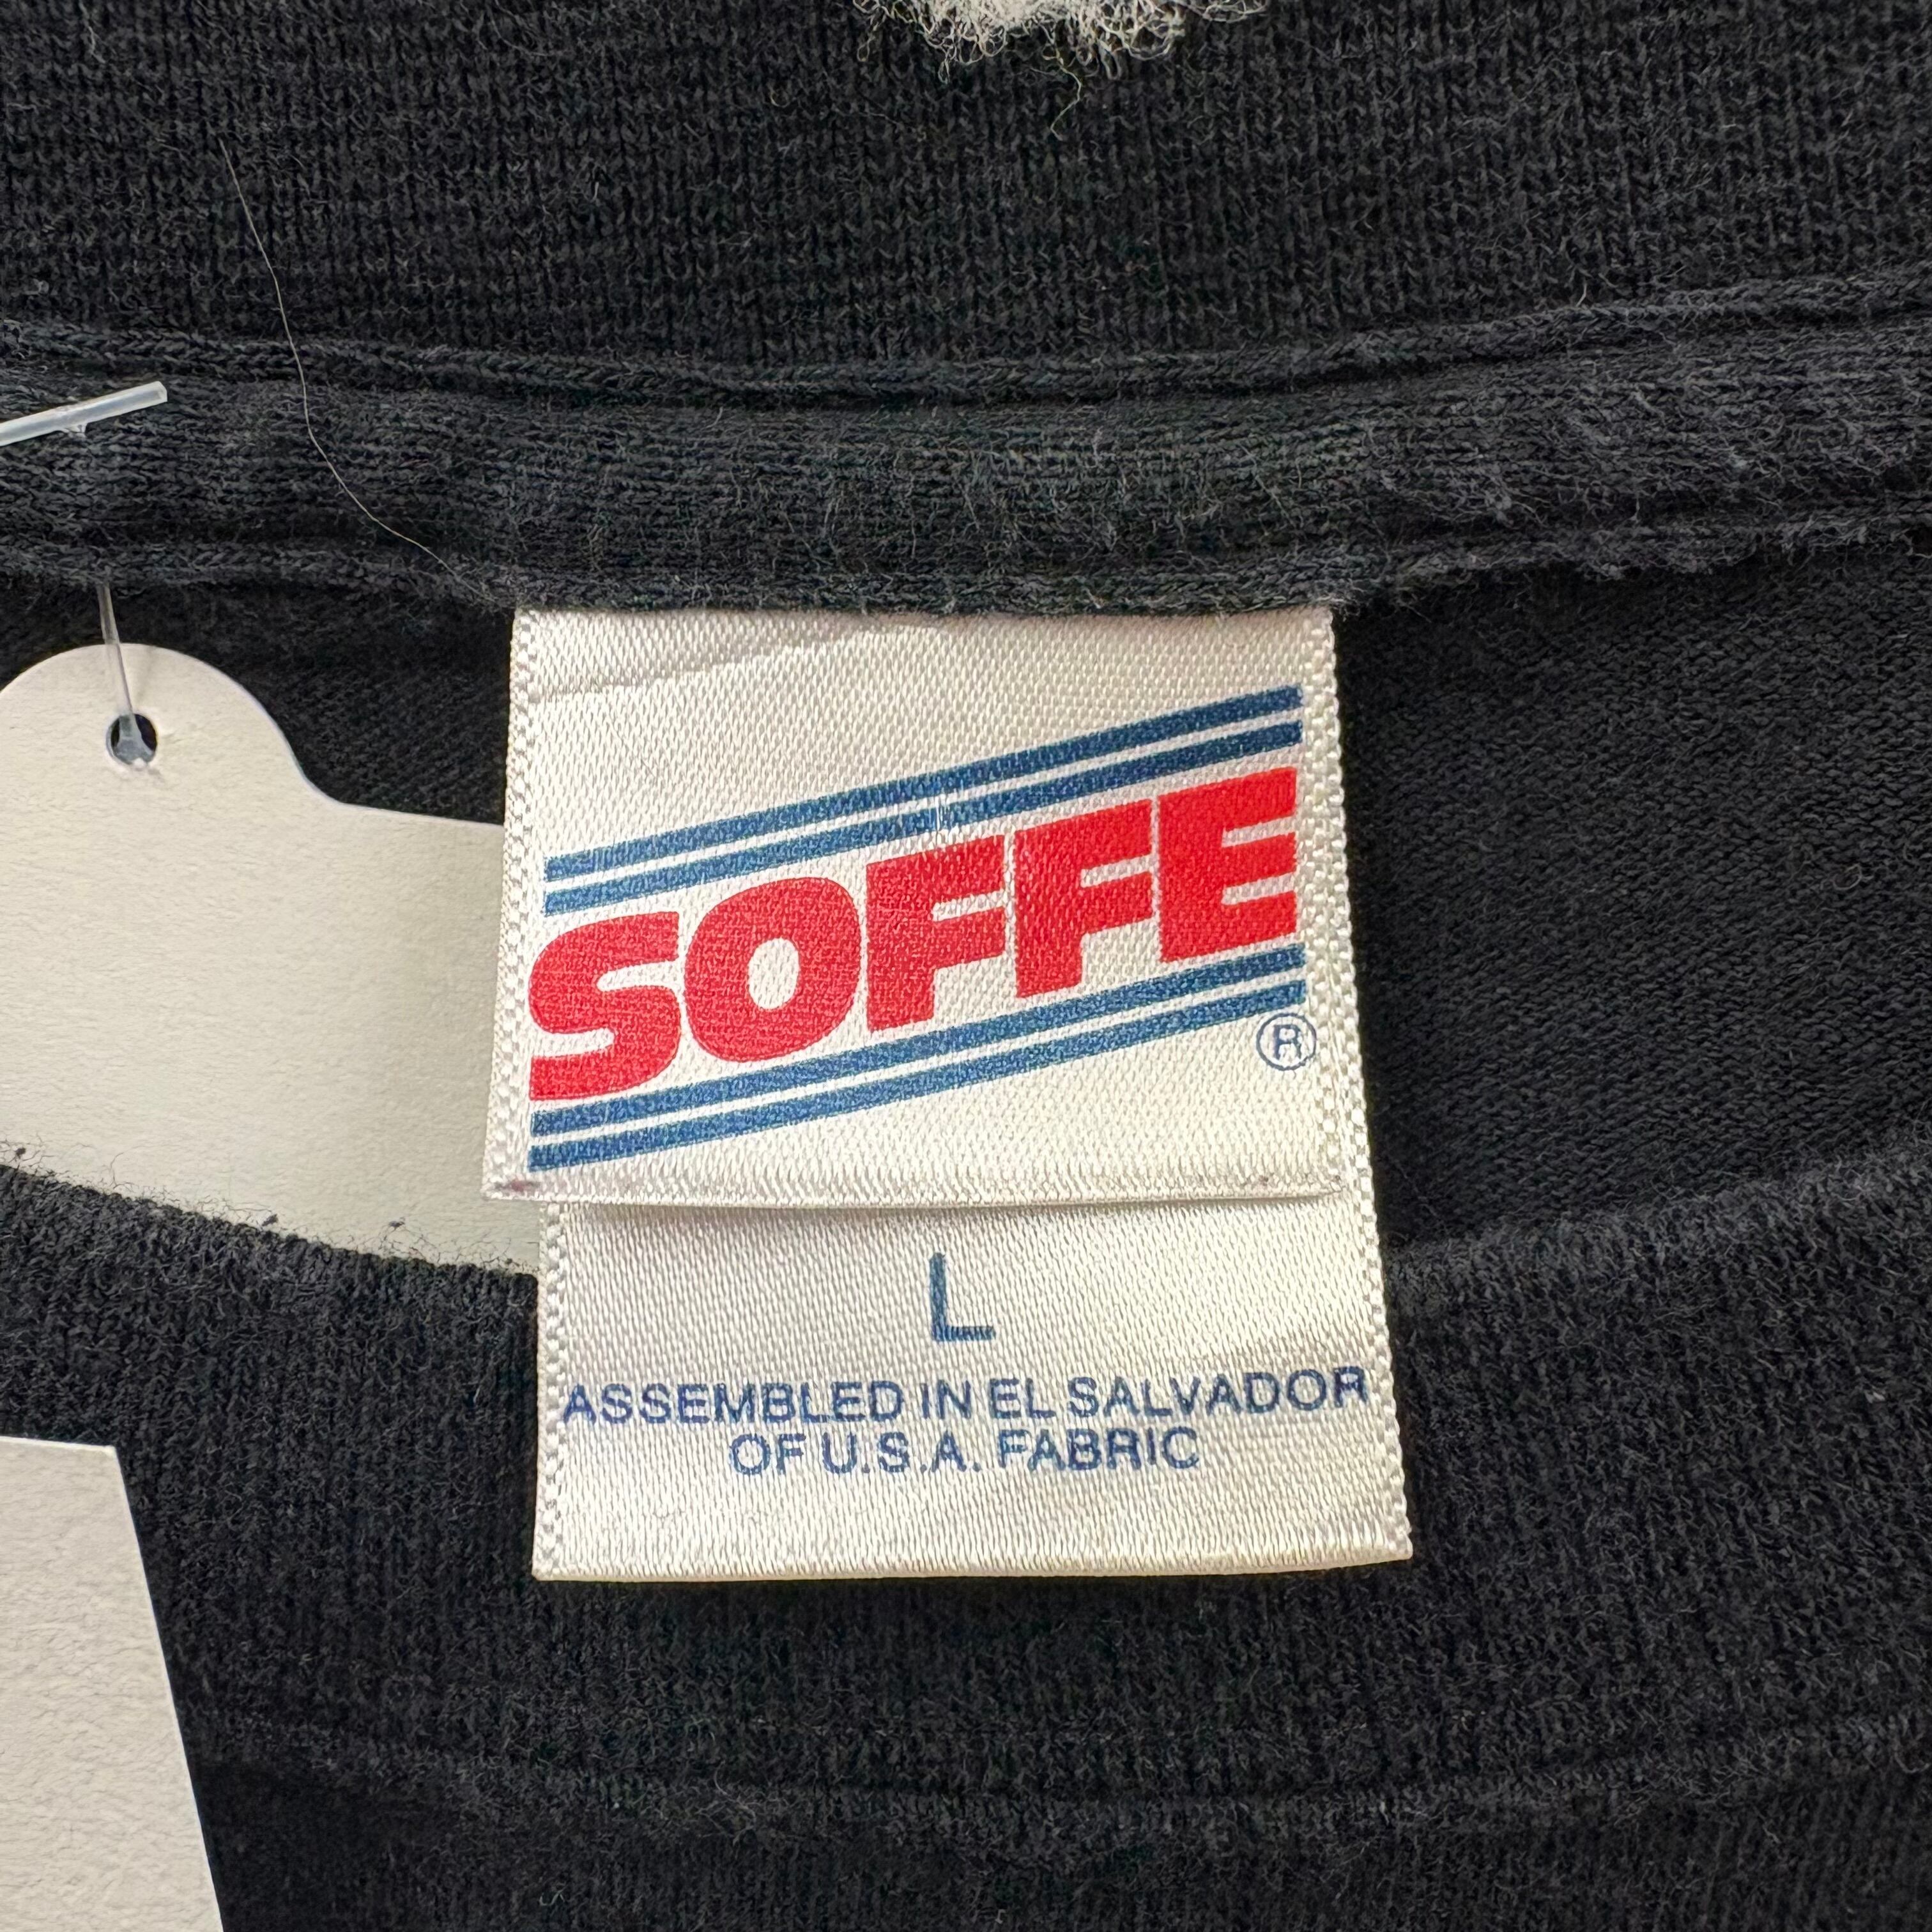 SOFFE
®
L
ASSEMBLED IN EL SALVADOR
OF U.S.A. FABRIC